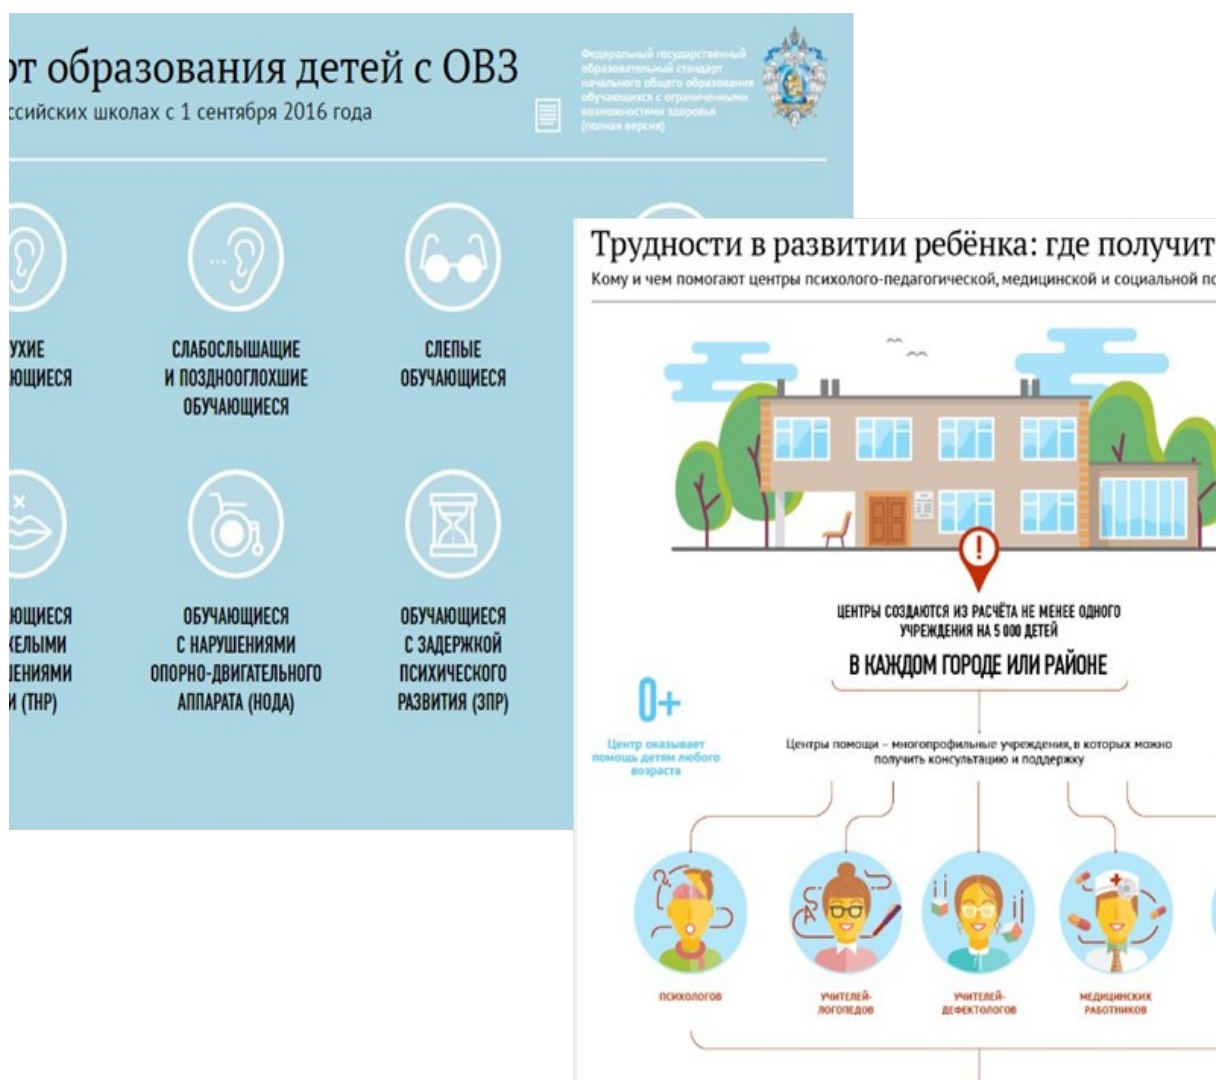 от образования детей с ОВЗ
ссийских школах с 1 сентября 2016 года
Федеральный государственный
образовательный стандарт
начального общего образования
обучающихся с ограниченными
возможностями здоровья
(полная версия)
УХИЕ
ЮЩИЕСЯ
СЛАБОСЛЫШАЩИЕ
И ПОЗДНООГЛОХШИЕ
ОБУЧАЮЩИЕСЯ
СЛЕПЫЕ
ОБУЧАЮЩИЕСЯ
ЮЩИЕСЯ
ЖЕЛЫМИ
ШЕНИЯМИ
И (ТНР)
ОБУЧАЮЩИЕСЯ
С НАРУШЕНИЯМИ
ОПОРНО-ДВИГАТЕЛЬНОГО
АППАРАТА (НОДА)
ОБУЧАЮЩИЕСЯ
С ЗАДЕРЖКОЙ
ПСИХИЧЕСКОГО
РАЗВИТИЯ (ЗПР)
Трудности в развитии ребёнка: где получит
Кому и чем помогают центры психолого-педагогической, медицинской и социальной по
ЦЕНТРЫ СОЗДАЮТСЯ ИЗ РАСЧЁТА НЕ МЕНЕЕ ОДНОГО
УЧРЕЖДЕНИЯ НА 5 000 ДЕТЕЙ
В КАЖДОМ ГОРОДЕ ИЛИ РАЙОНЕ
0+
Центр оказывает
помощь детям любого
возраста
Центры помощи – многопрофильные учреждения, в которых можно
получить консультацию и поддержку
ПСИХОЛОГОВ
УЧИТЕЛЕЙ-
ЛОГОПЕДОВ
УЧИТЕЛЕЙ-
ДЕФЕКТОЛОГОВ
МЕДИЦИНСКИХ
РАБОТНИКОВ